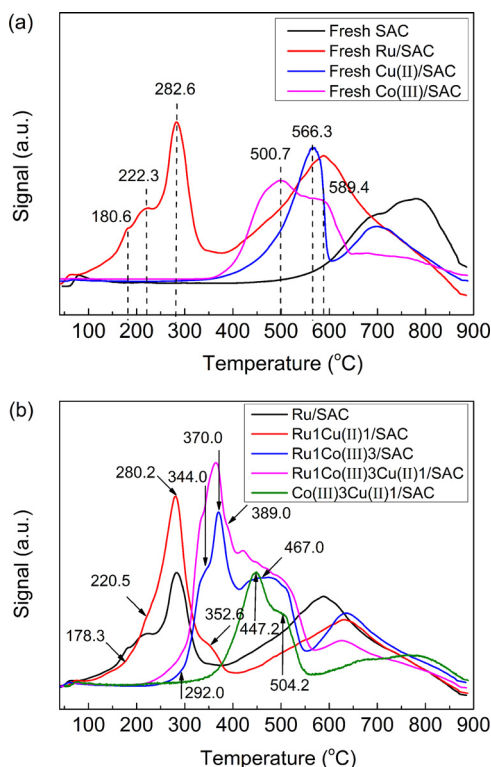 (a)
Fresh SAC
Fresh Ru/SAC
Fresh Cu(II)/SAC
Fresh Co(III)/SAC
282.6
566.3
500.7
222.3
589.4
180.6
Signal (a.u.)
100 200 300 400 500 600 700 800 900
Temperature (°C)
(b)
Ru/SAC
Ru1Cu(II)1/SAC
Ru1Co(III)3/SAC
Ru1Co(III)3Cu(II)1/SAC
Co(III)3Cu(II)1/SAC
370.0
280.2
344.0
389.0
467.0
220.5
352.6
178.3
447.2
504.2
292.0
Signal (a.u.)
100 200 300 400 500 600 700 800 900
Temperature (°C)